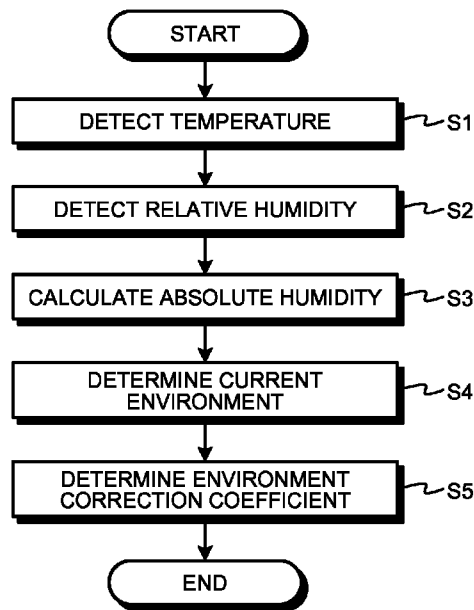 START
DETECT TEMPERATURE
S1
DETECT RELATIVE HUMIDITY
S2
CALCULATE ABSOLUTE HUMIDITY
S3
DETERMINE CURRENT
ENVIRONMENT
S4
DETERMINE ENVIRONMENT
CORRECTION COEFFICIENT
S5
END